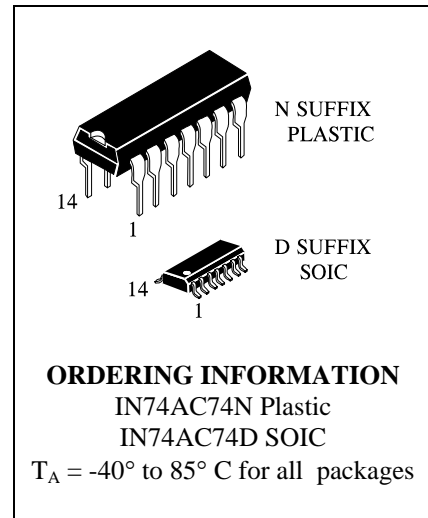 N SUFFIX
PLASTIC
14
1
D SUFFIX
SOIC
14
1
ORDERING INFORMATION
IN74AC74N Plastic
IN74AC74D SOIC
TA = -40° to 85° C for all packages